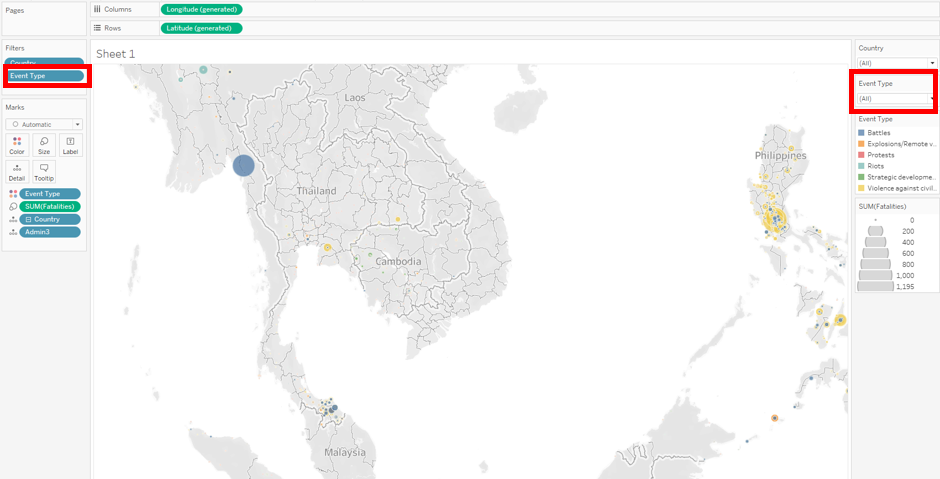 Pages
Columns
Longitude (generated)
Rows
Latitude (generated)
Filters
Country
Event Type
Marks
Automatic
Color
Size
Label
Detail
Tooltip
Event Type
SUM(Fatalities)
Country
Admin3
Sheet 1
Laos
Thailand
Cambodia
Philippines
Malaysia
Country
(All)
Event Type
(All)
Event Type
Battles
Explosions/Remote v...
Protests
Riots
Strategic developme...
Violence against civil...
SUM(Fatalities)
0
200
400
600
800
1,000
1,195